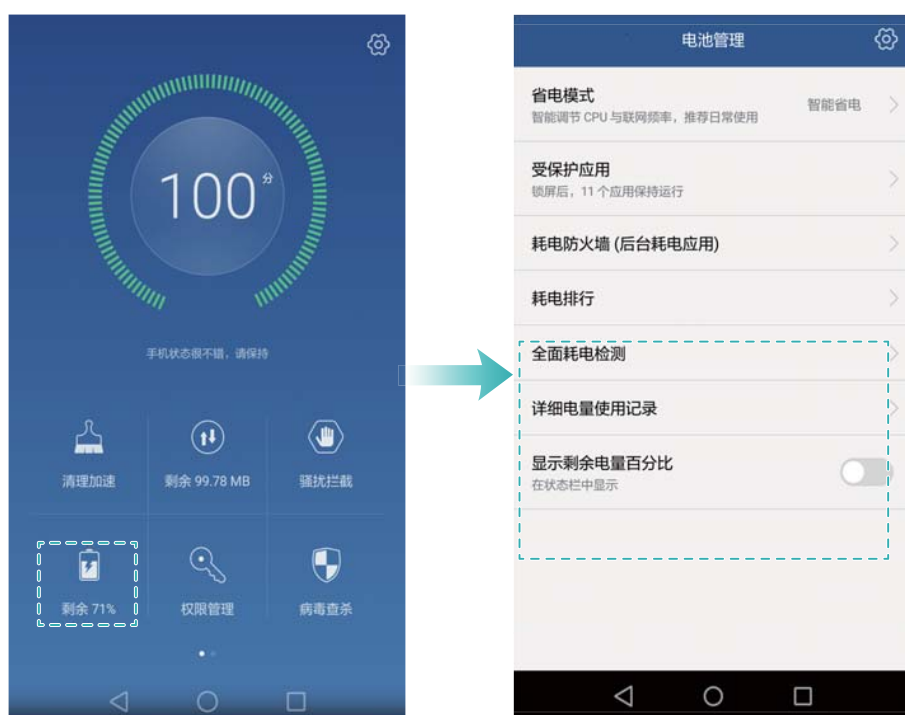 100分
手机状态很不错，请保持
清理加速
剩余 99.78 MB
骚扰拦截
剩余 71%
权限管理
病毒查杀
电池管理
省电模式
智能调节 CPU 与联网频率，推荐日常使用
智能省电
受保护应用
锁屏后，11 个应用保持运行
耗电防火墙 (后台耗电应用)
耗电排行
全面耗电检测
详细电量使用记录
显示剩余电量百分比
在状态栏中显示